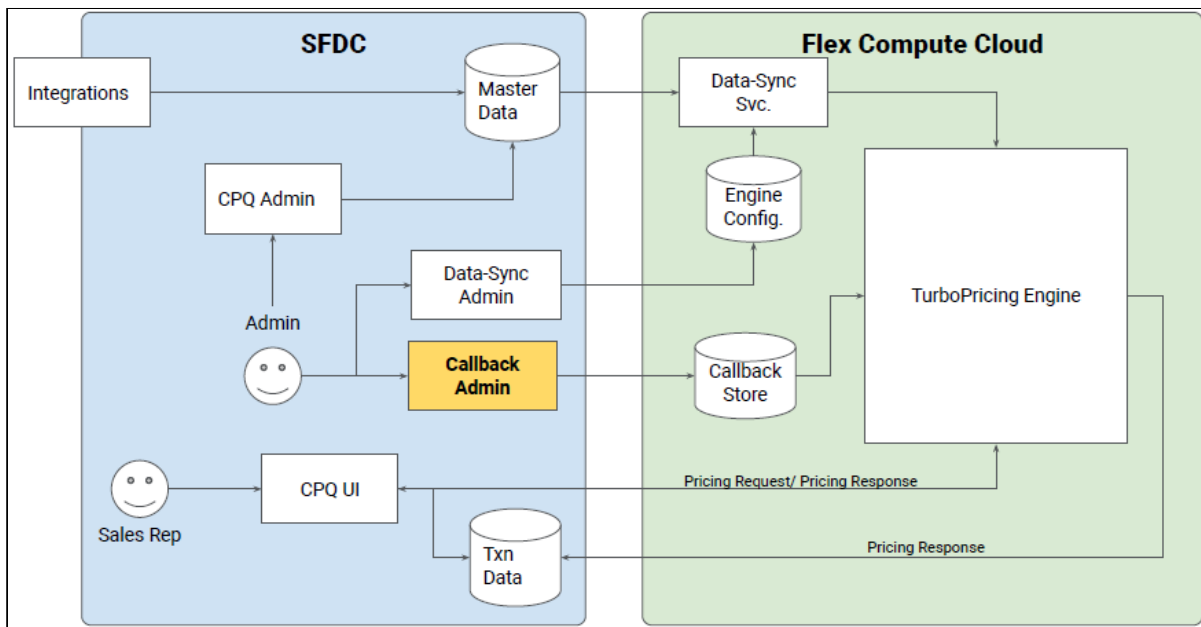 SFDC
Flex Compute Cloud
Integrations
Master
Data
Data-Sync
Svc.
CPQ Admin
Engine
Config.
Data-Sync
Admin
TurboPricing Engine
Admin
Callback
Admin
Callback
Store
CPQ UI
Pricing Request/ Pricing Response
Sales Rep
Txn
Data
Pricing Response